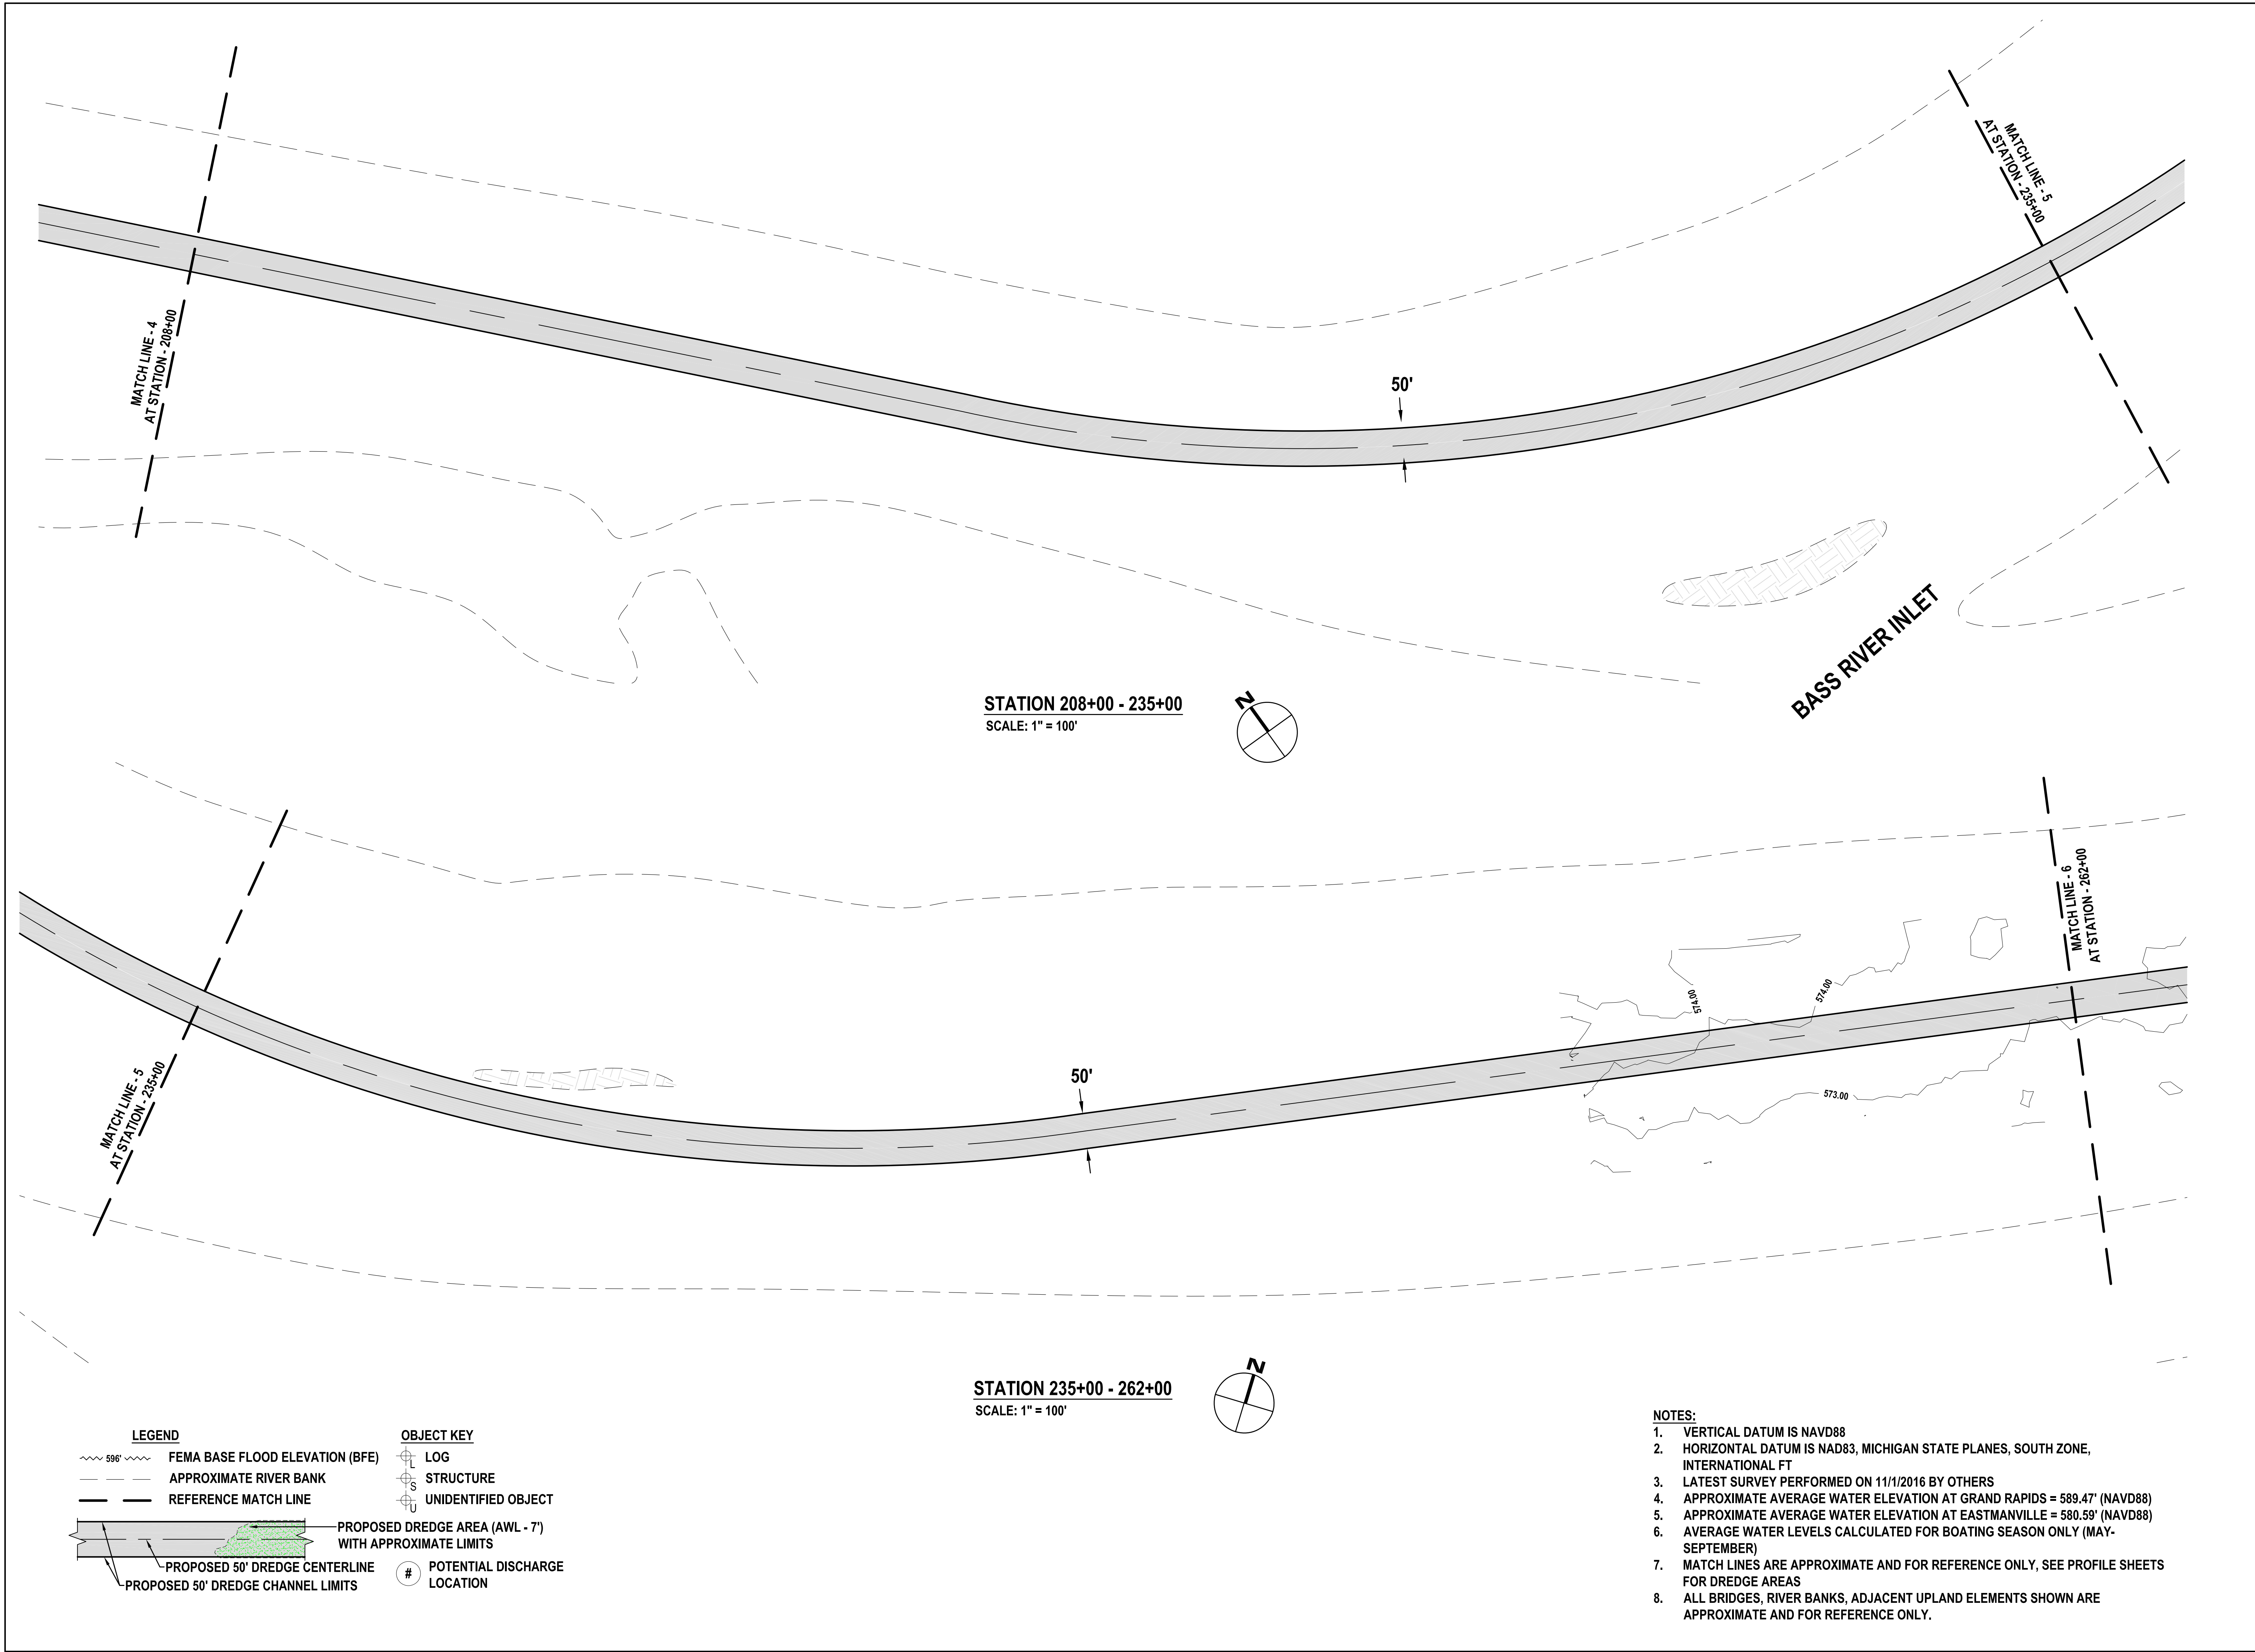 MATCH LINE - 4
AT STATION - 208+00
MATCH LINE - 5
AT STATION - 235+00
50'
BASS RIVER INLET
STATION 208+00 - 235+00
SCALE: 1" = 100'
N
MATCH LINE - 5
AT STATION - 235+00
50'
574.00
574.00
573.00
MATCH LINE - 6
AT STATION - 262+00
STATION 235+00 - 262+00
SCALE: 1" = 100'
N
LEGEND
596' FEMA BASE FLOOD ELEVATION (BFE)
APPROXIMATE RIVER BANK
REFERENCE MATCH LINE
PROPOSED DREDGE AREA (AWL - 7')
WITH APPROXIMATE LIMITS
PROPOSED 50' DREDGE CENTERLINE
PROPOSED 50' DREDGE CHANNEL LIMITS
OBJECT KEY
L LOG
S STRUCTURE
U UNIDENTIFIED OBJECT
# POTENTIAL DISCHARGE
LOCATION
NOTES:
1. VERTICAL DATUM IS NAVD88
2. HORIZONTAL DATUM IS NAD83, MICHIGAN STATE PLANES, SOUTH ZONE,
INTERNATIONAL FT
3. LATEST SURVEY PERFORMED ON 11/1/2016 BY OTHERS
4. APPROXIMATE AVERAGE WATER ELEVATION AT GRAND RAPIDS = 589.47' (NAVD88)
5. APPROXIMATE AVERAGE WATER ELEVATION AT EASTMANVILLE = 580.59' (NAVD88)
6. AVERAGE WATER LEVELS CALCULATED FOR BOATING SEASON ONLY (MAY-
SEPTEMBER)
7. MATCH LINES ARE APPROXIMATE AND FOR REFERENCE ONLY, SEE PROFILE SHEETS
FOR DREDGE AREAS
8. ALL BRIDGES, RIVER BANKS, ADJACENT UPLAND ELEMENTS SHOWN ARE
APPROXIMATE AND FOR REFERENCE ONLY.